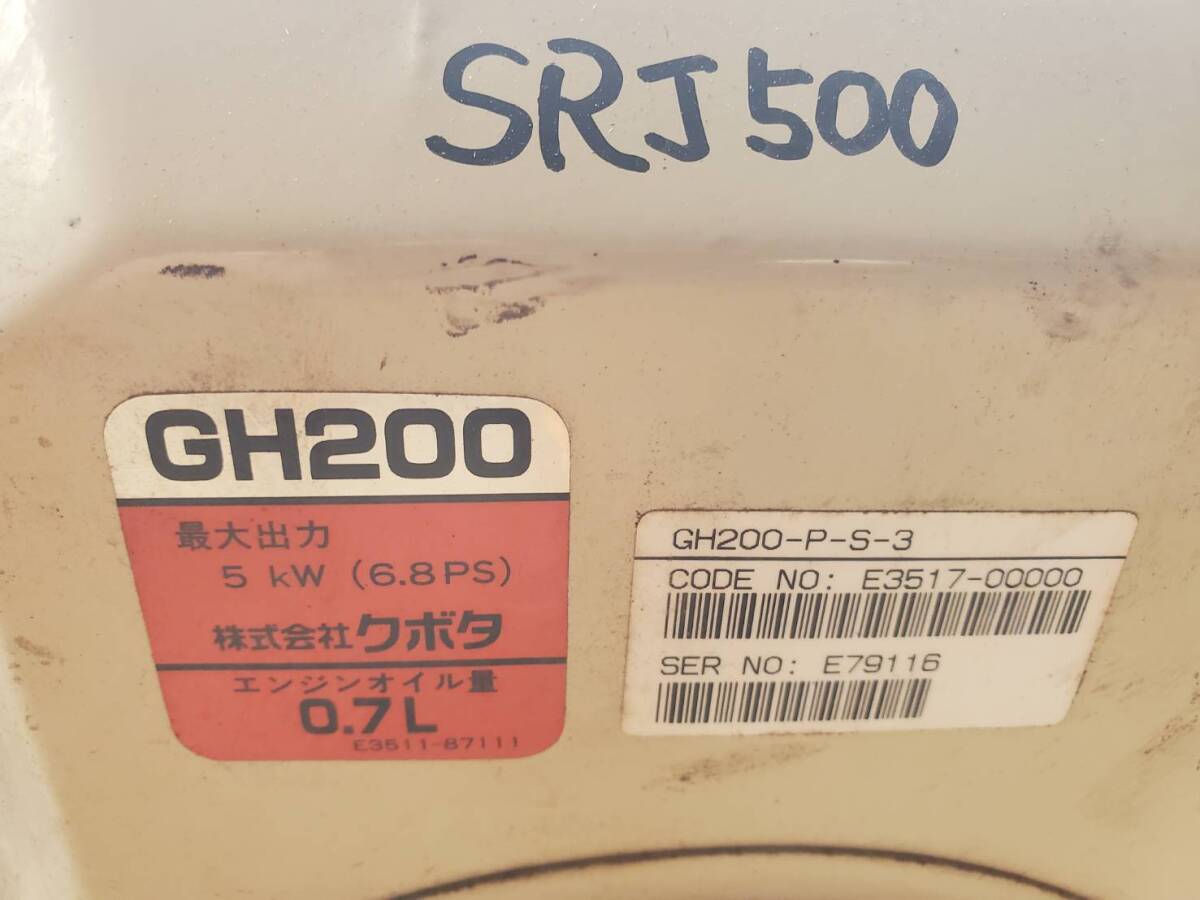 SRJ500
GH200
最大出力
5 kW (6.8PS)
株式会社クボタ
エンジンオイル量
0.7L
E3511-87111
GH200-P-S-3
CODE NO: E3517-00000
SER NO: E79116